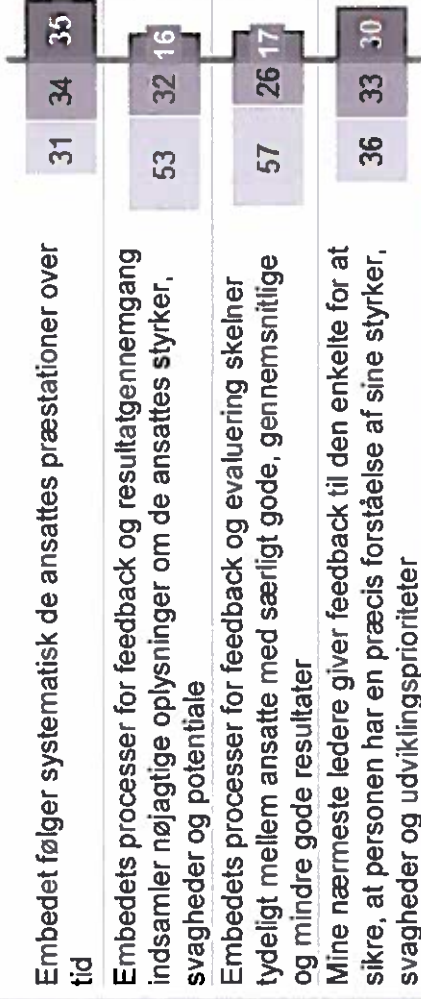 Embedet følger systematisk de ansattes præstationer over
tid
31 34 35
Embedets processer for feedback og resultatgennemgang
indsamler nøjagtige oplysninger om de ansattes styrker,
svagheder og potentiale
53 32 16
Embedets processer for feedback og evaluering skelner
tydeligt mellem ansatte med særligt gode, gennemsnitlige
og mindre gode resultater
57 26 17
Mine nærmeste ledere giver feedback til den enkelte for at
sikre, at personen har en præcis forståelse af sine styrker,
svagheder og udviklingsprioriteter
36 33 30